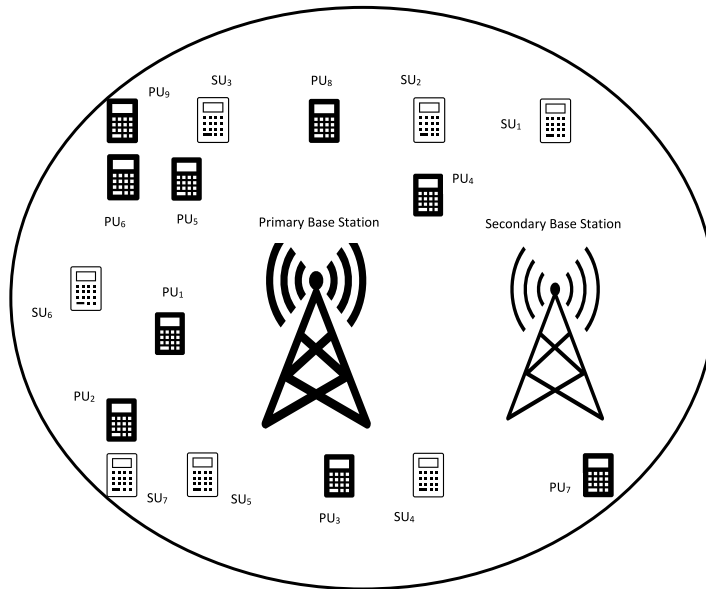 SU₃
PU₈
SU₂
PU₉
SU₁
PU₄
PU₆
PU₅
Primary Base Station
Secondary Base Station
PU₁
SU₆
PU₂
SU₇
SU₅
PU₃
SU₄
PU₇